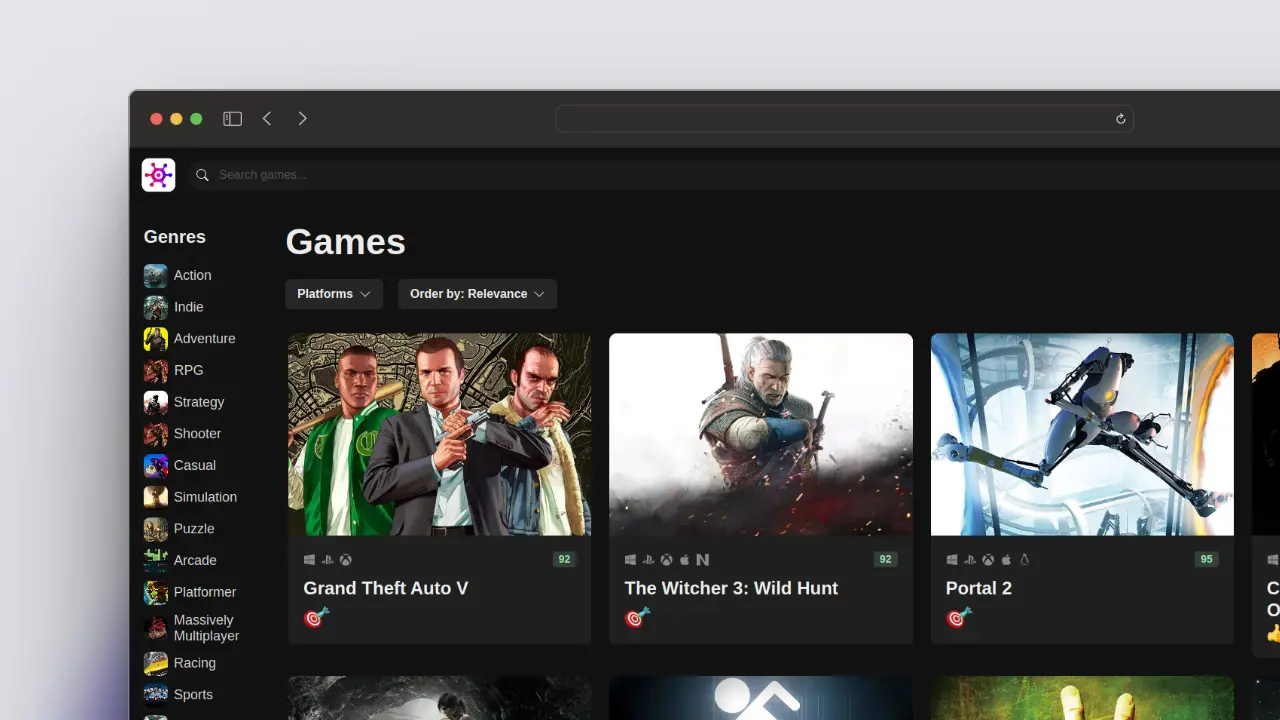 Search games...
Genres
Action
Indie
Adventure
RPG
Strategy
Shooter
Casual
Simulation
Puzzle
Arcade
Platformer
Massively
Multiplayer
Racing
Sports
Games
Platforms
Order by: Relevance
92
Grand Theft Auto V
92
The Witcher 3: Wild Hunt
95
Portal 2